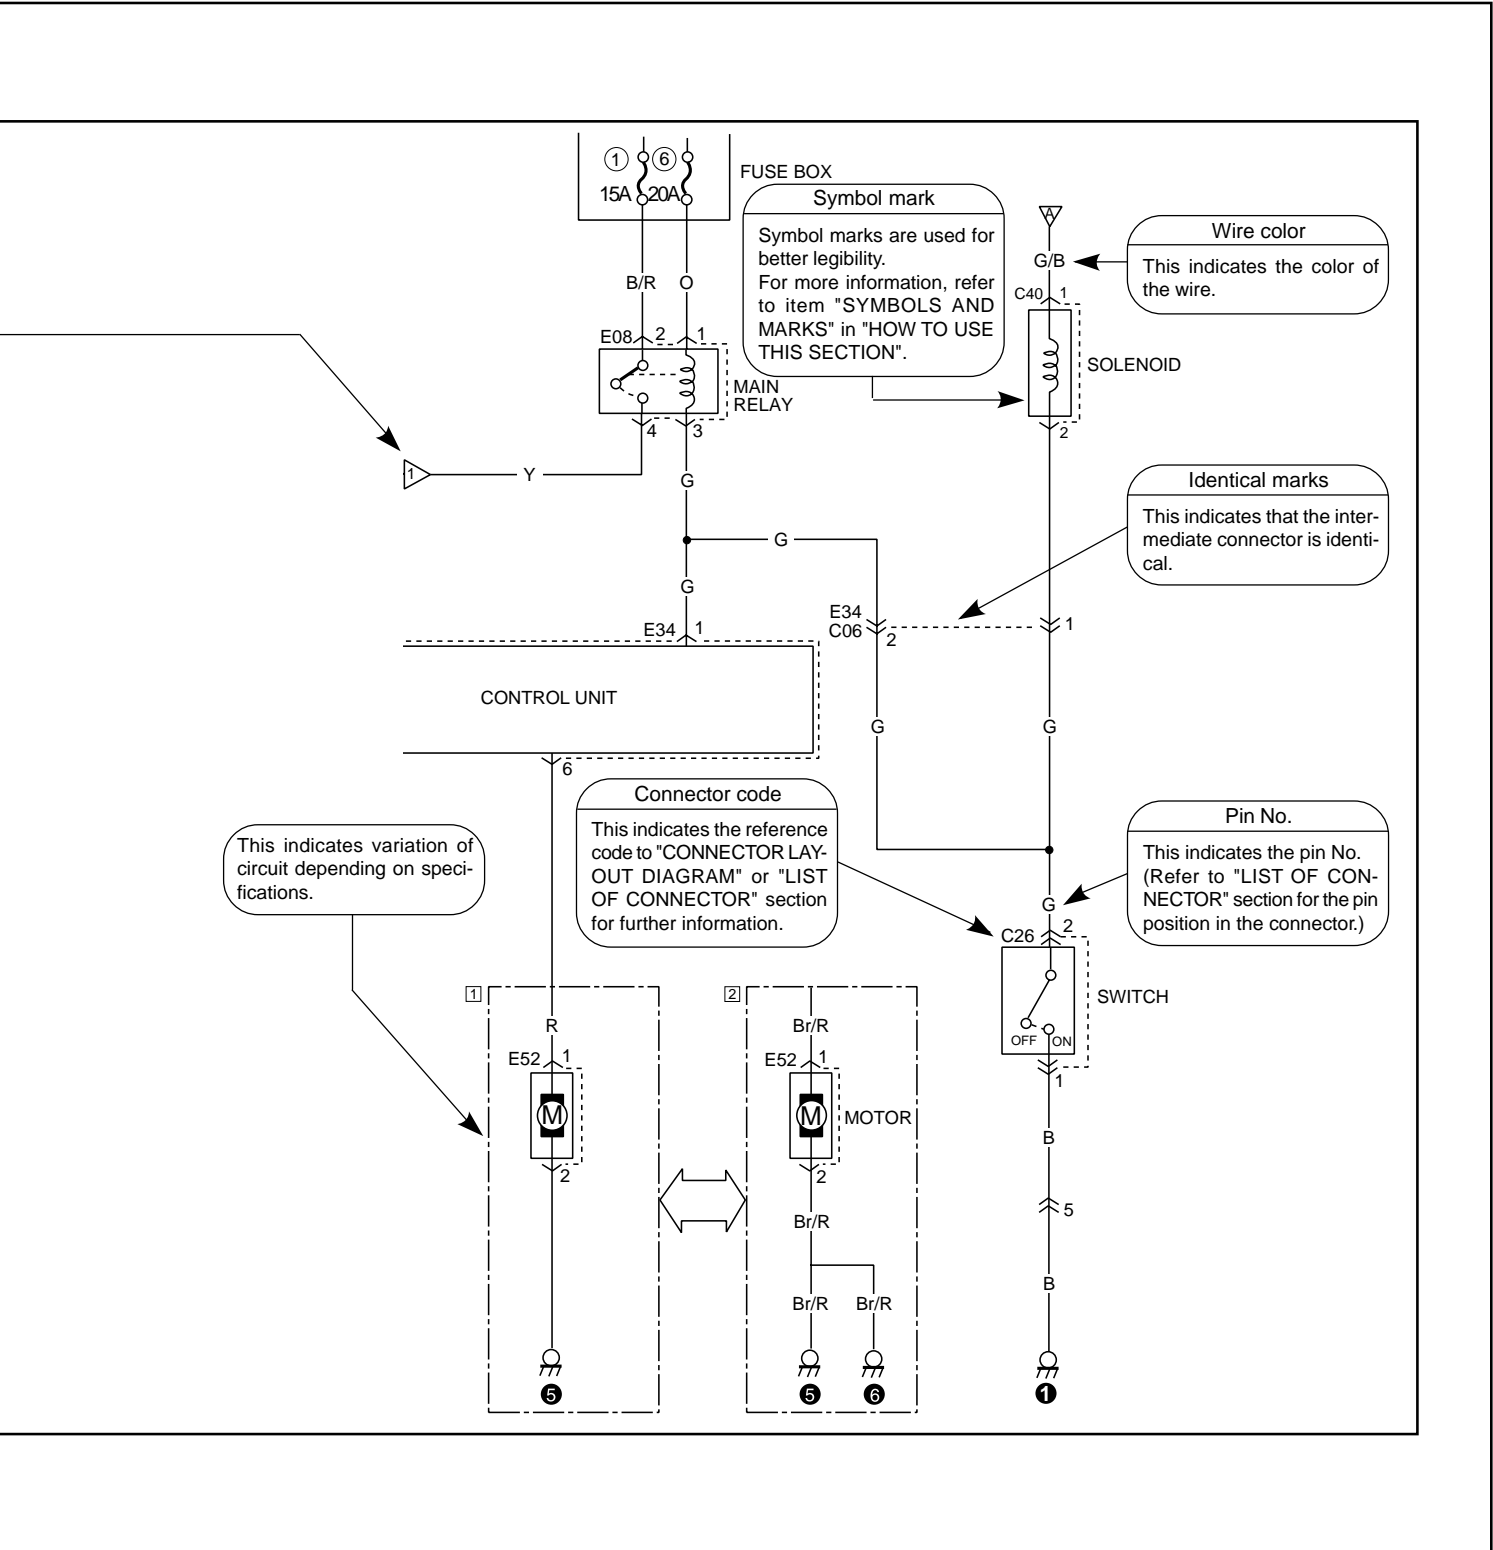 1 6
15A 20A
FUSE BOX
Symbol mark
Symbol marks are used for
better legibility.
For more information, refer
to item "SYMBOLS AND
MARKS" in "HOW TO USE
THIS SECTION".
A
G/B
Wire color
This indicates the color of
the wire.
B/R O
C40 1
E08 2 1
SOLENOID
MAIN
RELAY
4 3
2
1
Y
G
Identical marks
This indicates that the inter-
mediate connector is identi-
cal.
G
G
E34 1
E34
C06
2
1
CONTROL UNIT
G
G
6
Connector code
This indicates the reference
code to "CONNECTOR LAY-
OUT DIAGRAM" or "LIST
OF CONNECTOR" section
for further information.
Pin No.
This indicates the pin No.
(Refer to "LIST OF CON-
NECTOR" section for the pin
position in the connector.)
This indicates variation of
circuit depending on speci-
fications.
G
C26 2
SWITCH
OFF ON
1
1
2
R
Br/R
E52 1
E52 1
M
M
MOTOR
2
2
B
Br/R
5
B
Br/R Br/R
5
5
6
1